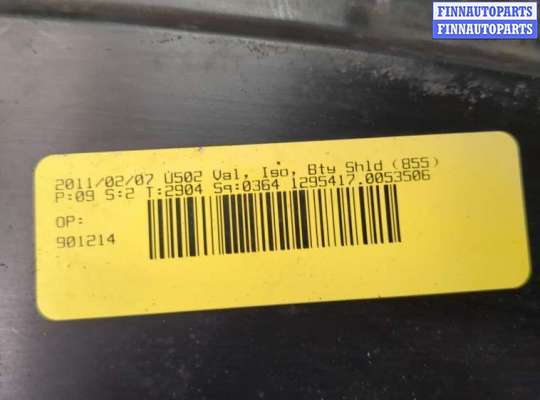 FINNAUTOPARTS
FINNAUTOPARTS
2011/02/07 U502 Val, Iso, Bty Shld (855)
P:09 S:2 T:2904 Sq:0364 1295417.0053506
OP:
901214